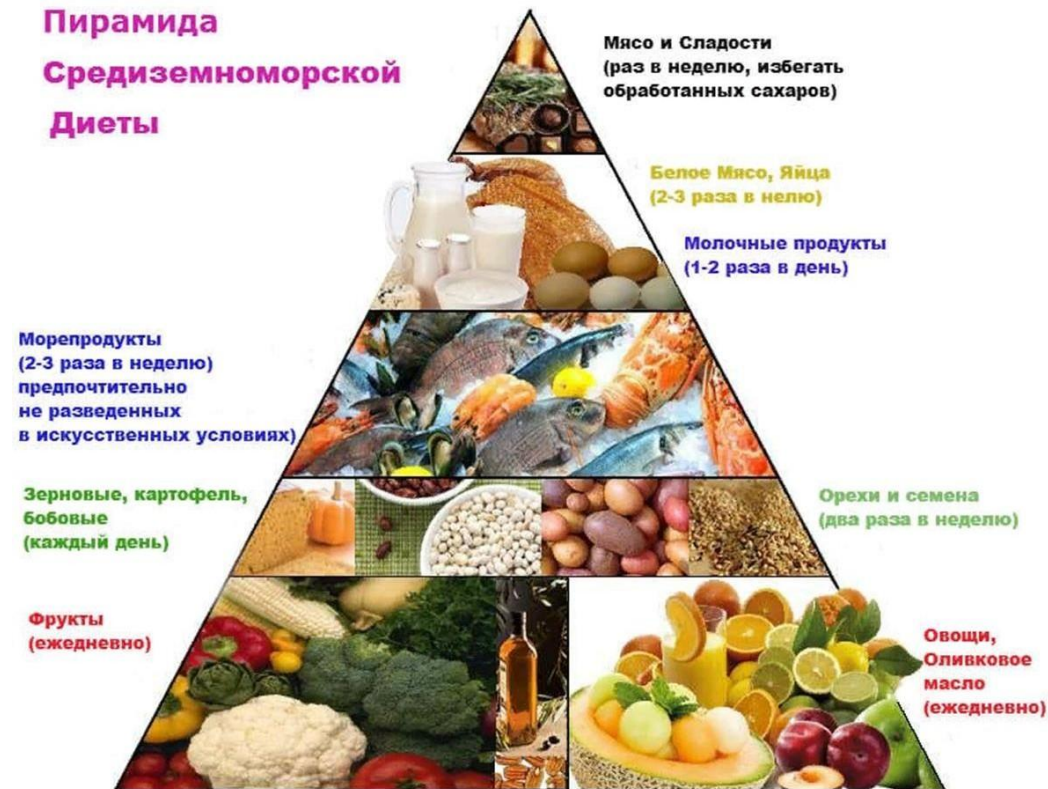 Пирамида
Средиземноморской
Диеты
Мясо и Сладости
(раз в неделю, избегать
обработанных сахаров)
Белое Мясо, Яйца
(2-3 раза в нелю)
Молочные продукты
(1-2 раза в день)
Морепродукты
(2-3 раза в неделю)
предпочтительно
не разведенных
в искусственных условиях)
Зерновые, картофель,
бобовые
(каждый день)
Орехи и семена
(два раза в неделю)
Фрукты
(ежедневно)
Овощи,
Оливковое
масло
(ежедневно)